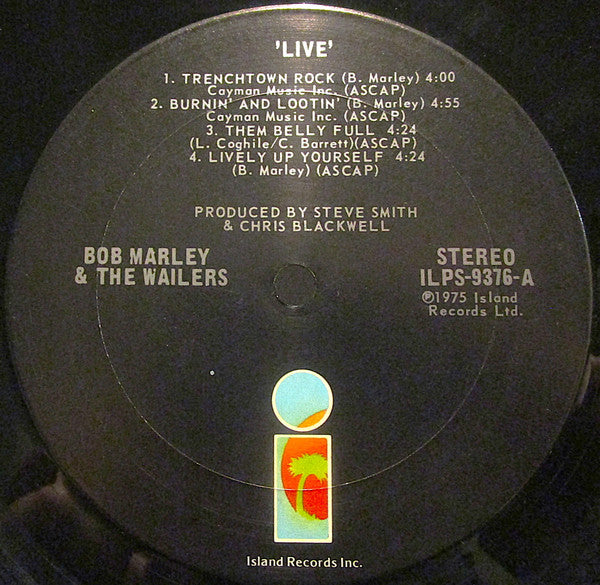 'LIVE'
1. TRENCHTOWN ROCK (B. Marley) 4:00
Cayman Music Inc. (ASCAP)
2. BURNIN' AND LOOTIN' (B. Marley) 4:55
Cayman Music Inc. (ASCAP)
3. THEM BELLY FULL 4:24
(L. Coghile/C. Barrett)(ASCAP)
4. LIVELY UP YOURSELF 4:24
(B. Marley) (ASCAP)
PRODUCED BY STEVE SMITH
& CHRIS BLACKWELL
BOB MARLEY
& THE WAILERS
STEREO
ILPS-9376-A
℗1975 Island
Records Ltd.
Island Records Inc.